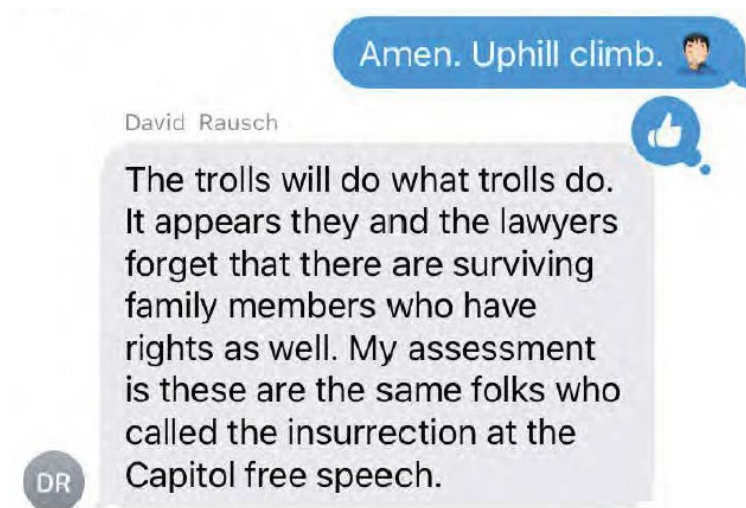 Amen. Uphill climb. 🤦🏻‍♂️
David Rausch
The trolls will do what trolls do.
It appears they and the lawyers
forget that there are surviving
family members who have
rights as well. My assessment
is these are the same folks who
called the insurrection at the
Capitol free speech.
DR